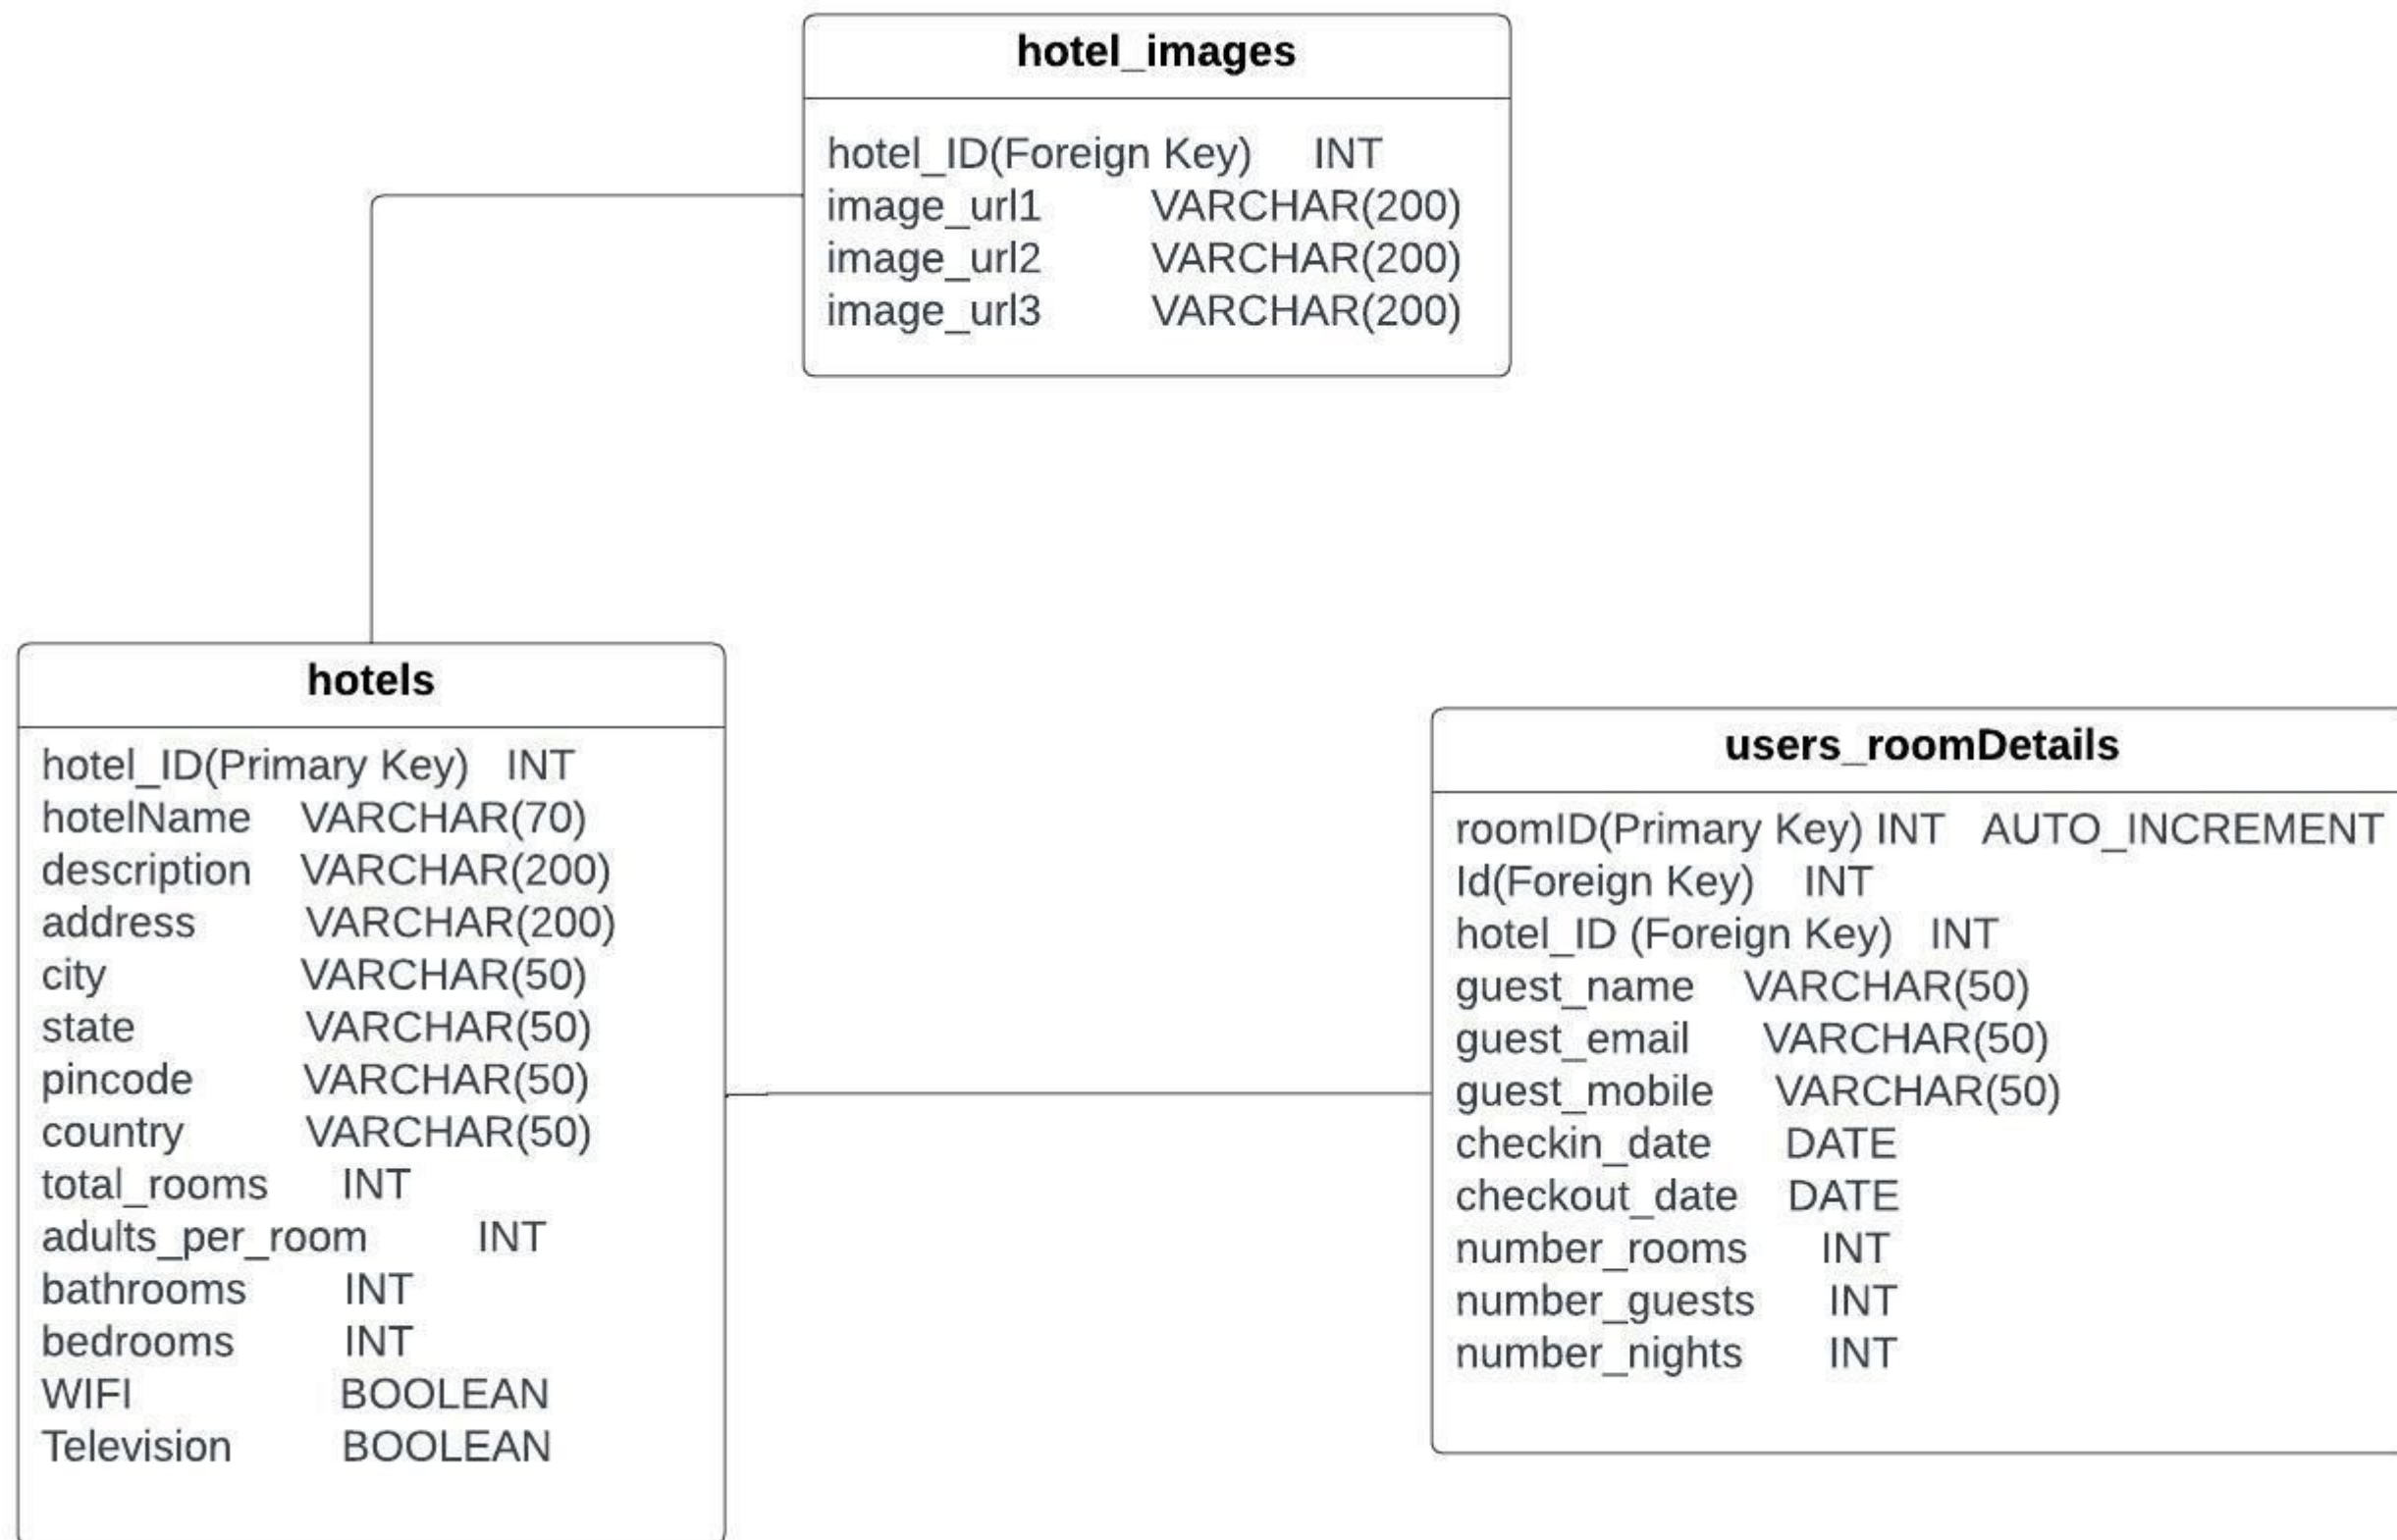 hotel_images
hotel_ID(Foreign Key) INT
image_url1 VARCHAR(200)
image_url2 VARCHAR(200)
image_url3 VARCHAR(200)
hotels
hotel_ID(Primary Key) INT
hotelName VARCHAR(70)
description VARCHAR(200)
address VARCHAR(200)
city VARCHAR(50)
state VARCHAR(50)
pincode VARCHAR(50)
country VARCHAR(50)
total_rooms INT
adults_per_room INT
bathrooms INT
bedrooms INT
WIFI BOOLEAN
Television BOOLEAN
users_roomDetails
roomID(Primary Key) INT AUTO_INCREMENT
Id(Foreign Key) INT
hotel_ID (Foreign Key) INT
guest_name VARCHAR(50)
guest_email VARCHAR(50)
guest_mobile VARCHAR(50)
checkin_date DATE
checkout_date DATE
number_rooms INT
number_guests INT
number_nights INT